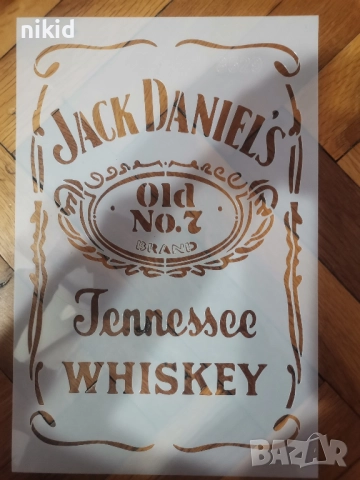 nikid
JACK DANIEL'S
Old
No.7
BRAND
Tennessee
WHISKEY
BAZAR